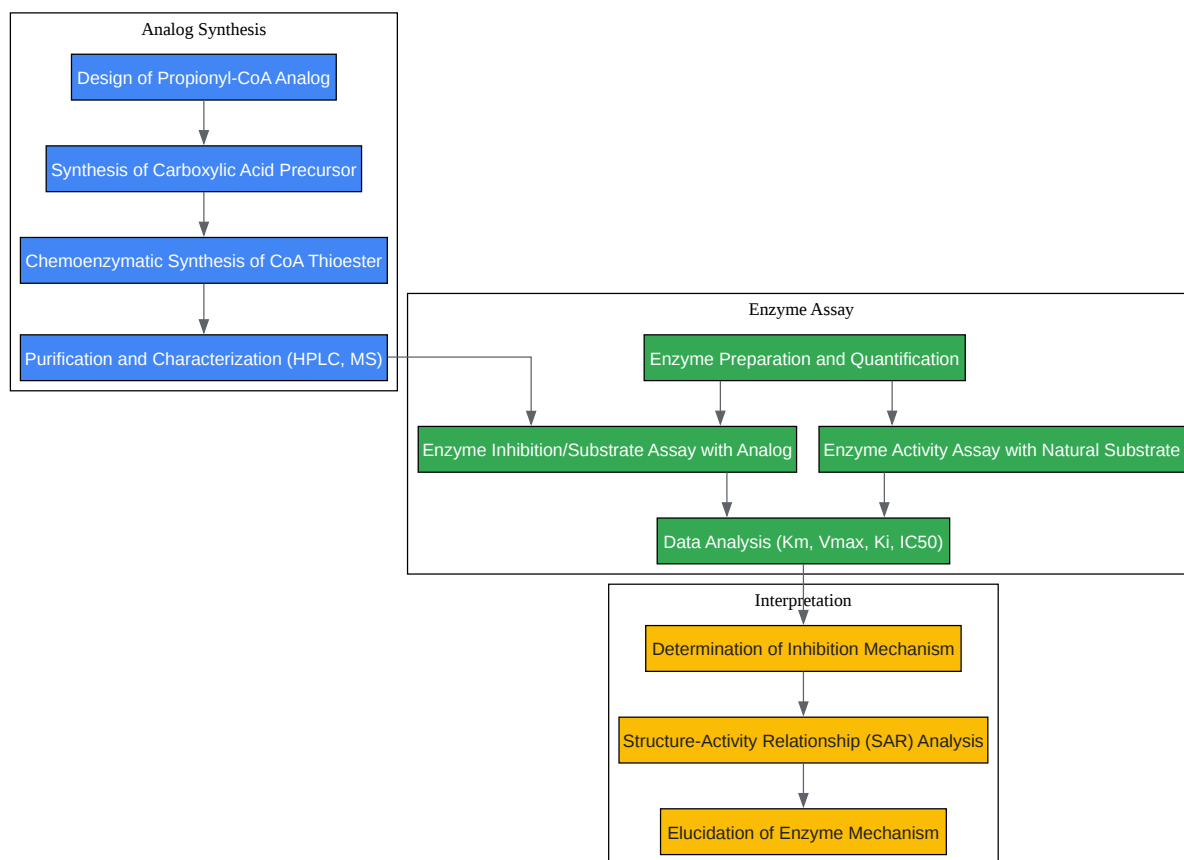 Analog Synthesis
Design of Propionyl-CoA Analog
Synthesis of Carboxylic Acid Precursor
Chemoenzymatic Synthesis of CoA Thioester
Purification and Characterization (HPLC, MS)
Enzyme Assay
Enzyme Preparation and Quantification
Enzyme Inhibition/Substrate Assay with Analog
Enzyme Activity Assay with Natural Substrate
Data Analysis (Km, Vmax, Ki, IC50)
Interpretation
Determination of Inhibition Mechanism
Structure-Activity Relationship (SAR) Analysis
Elucidation of Enzyme Mechanism